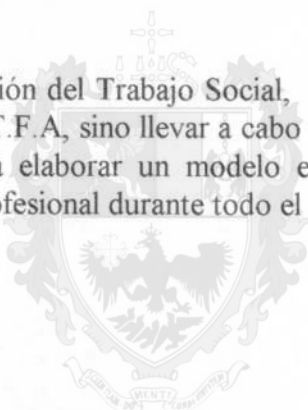 ión del Trabajo Social,
T.F.A, sino llevar a cabo
a elaborar un modelo e
ofesional durante todo el